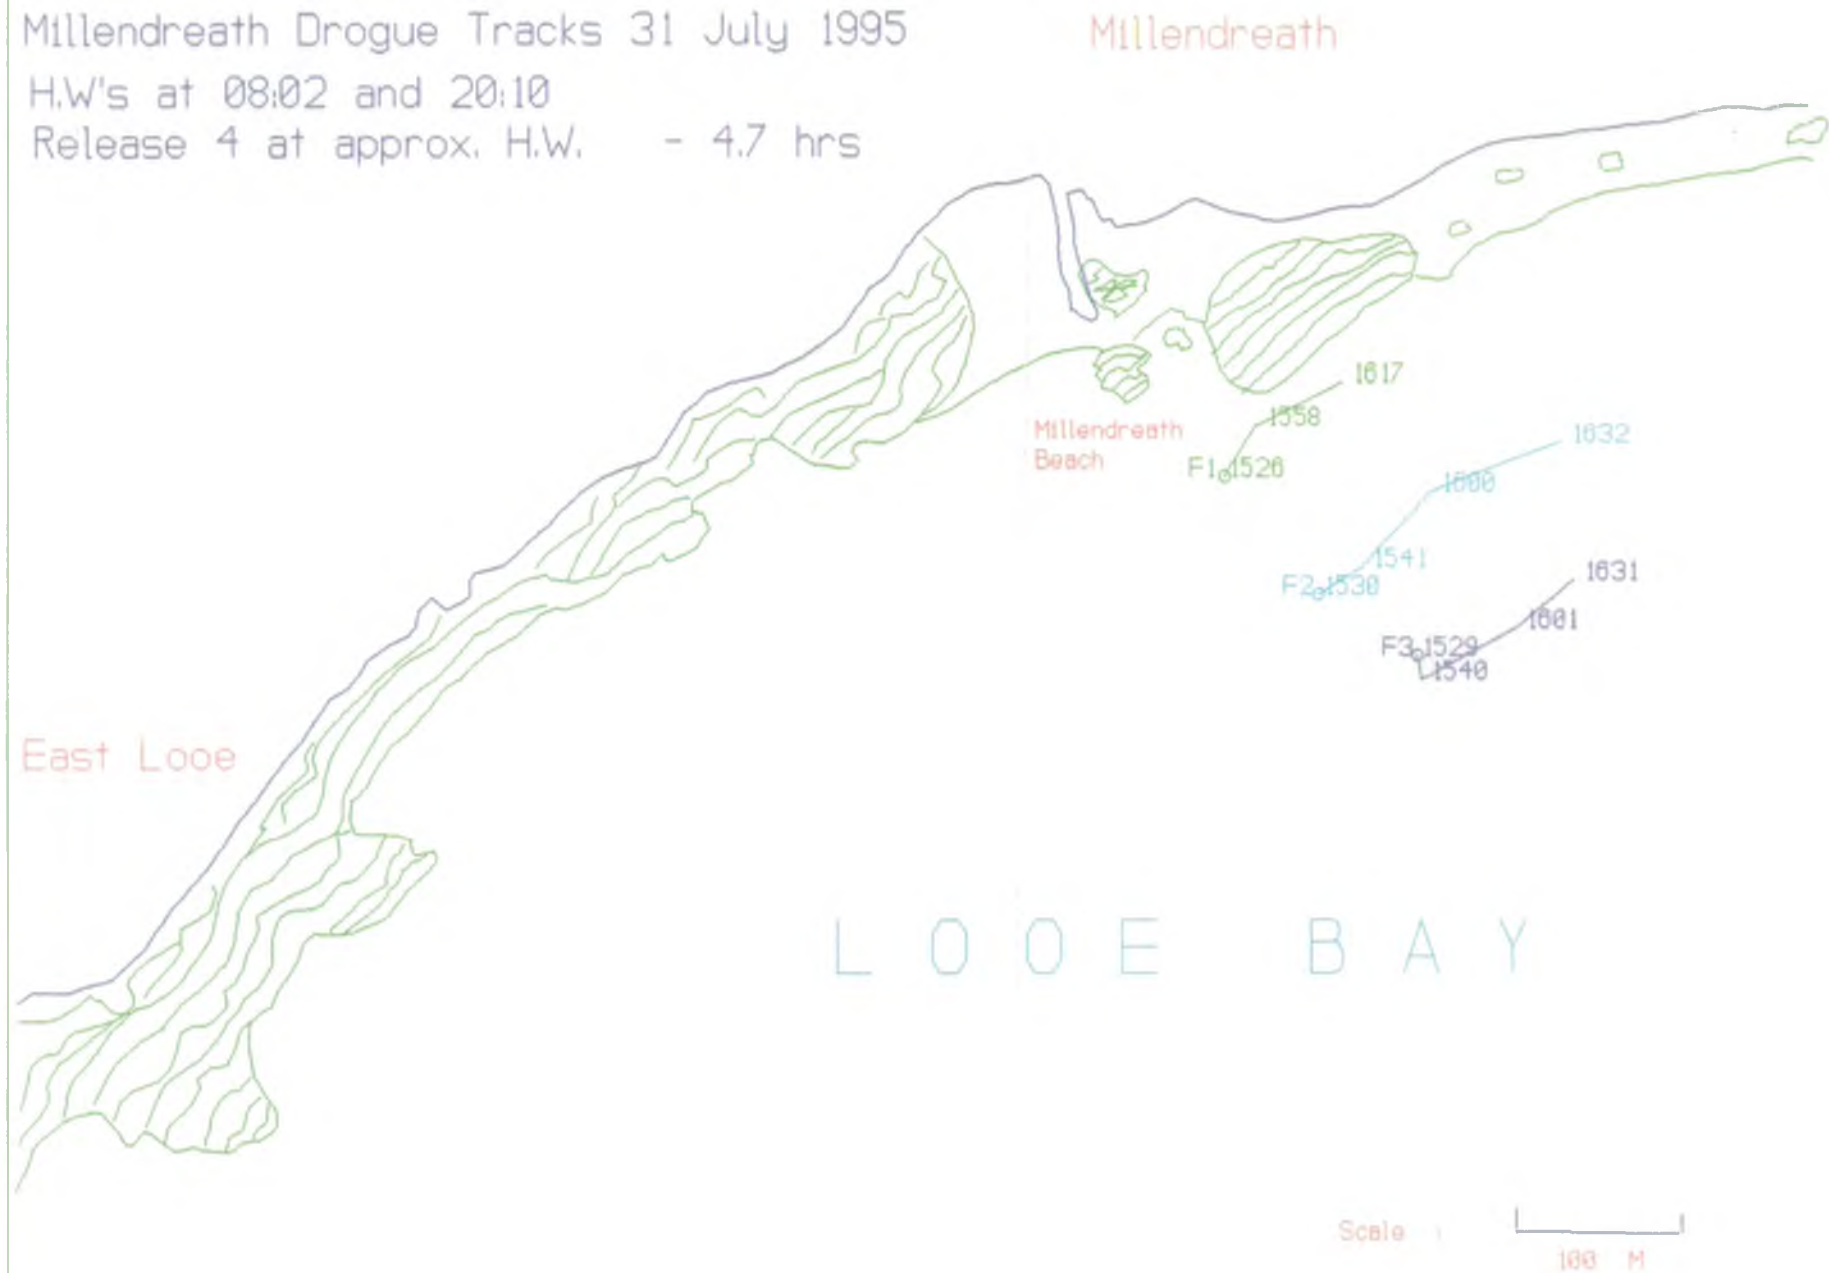 Millendreath Drogue Tracks 31 July 1995
Millendreath
H.W's at 08:02 and 20:10
Release 4 at approx. H.W. - 4.7 hrs
1617
1558
Millendreath
Beach
F1 1526
1632
1600
1541
F2 1530
1631
1601
F3 1529
1540
East Looe
LOOE BAY
Scale :
100 M